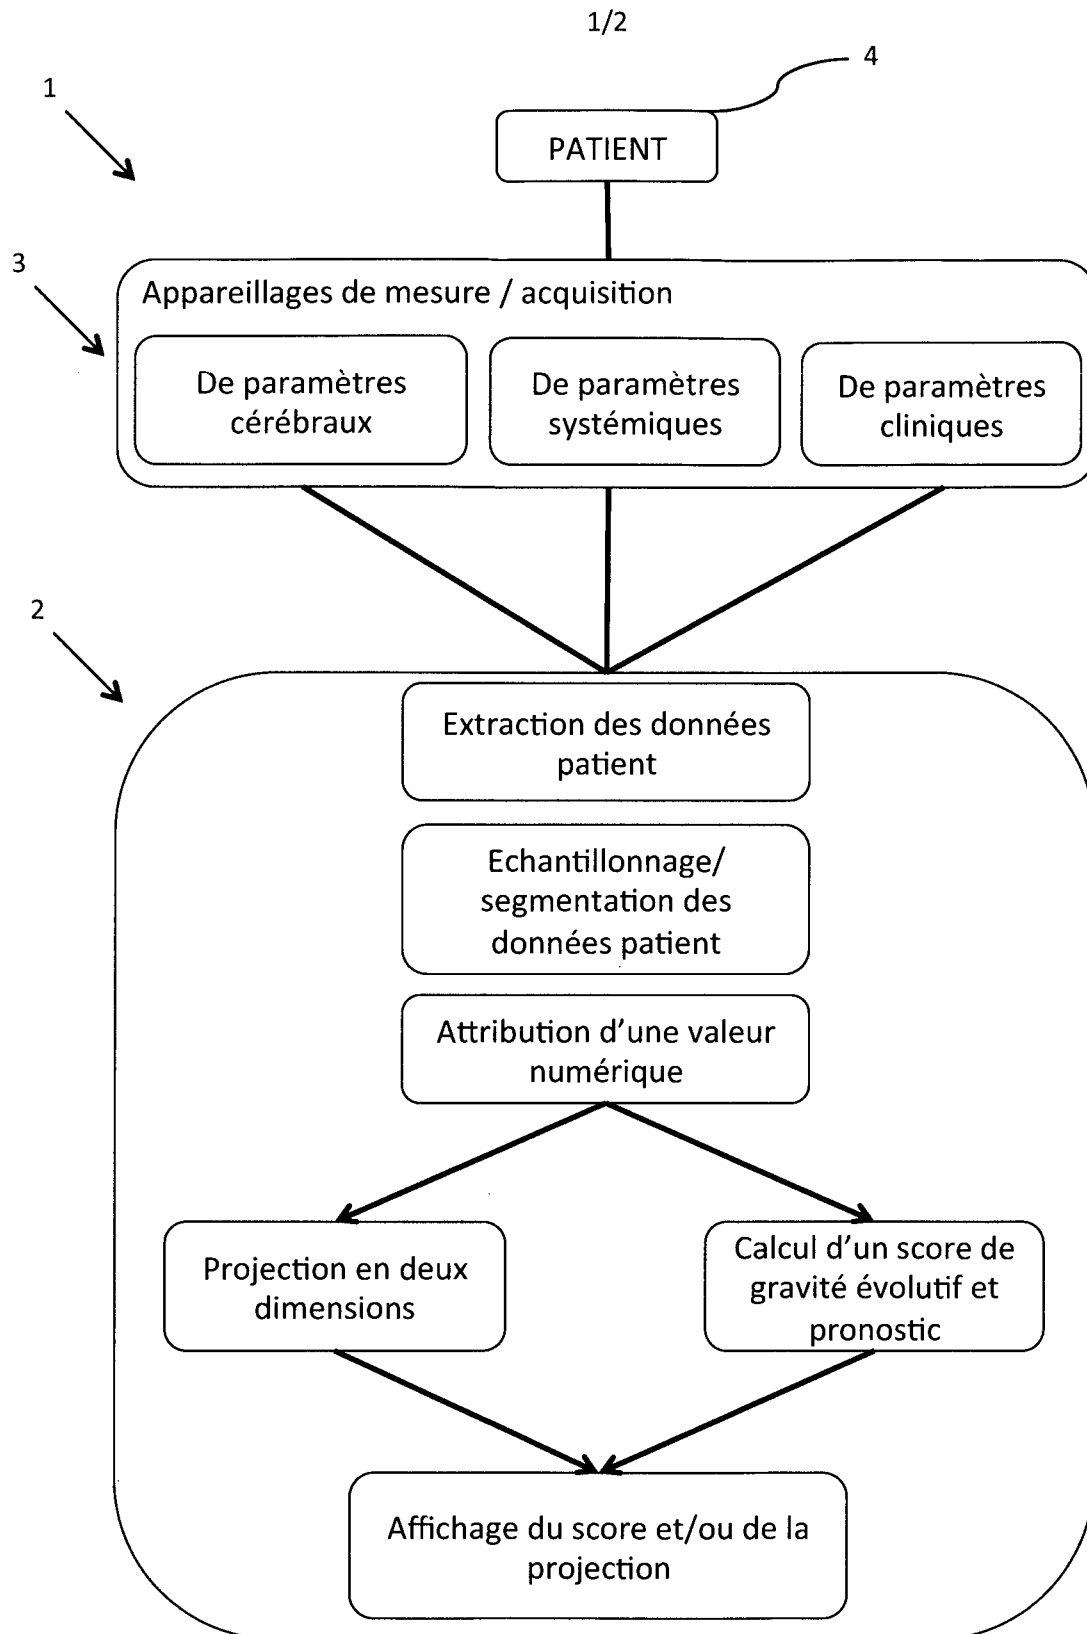 1/2
4
1
PATIENT
3
Appareillages de mesure / acquisition
De paramètres
cérébraux
De paramètres
systémiques
De paramètres
cliniques
2
Extraction des données
patient
Echantillonnage/
segmentation des
données patient
Attribution d'une valeur
numérique
Projection en deux
dimensions
Calcul d'un score de
gravité évolutif et
pronostic
Affichage du score et/ou de la
projection